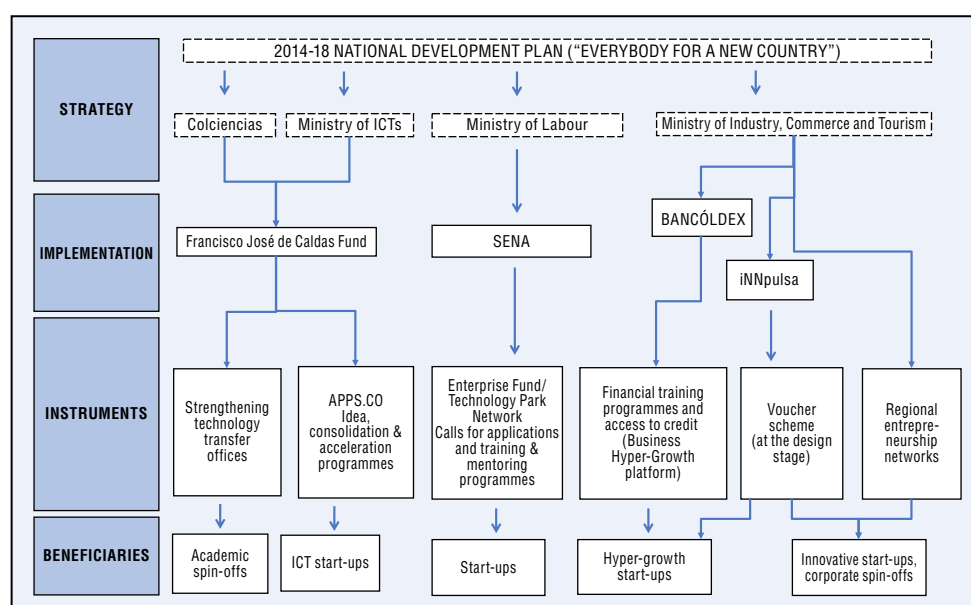 2014-18 NATIONAL DEVELOPMENT PLAN (“EVERYBODY FOR A NEW COUNTRY”)
STRATEGY
Colciencias
Ministry of ICTs
Ministry of Labour
Ministry of Industry, Commerce and Tourism
IMPLEMENTATION
Francisco José de Caldas Fund
SENA
BANCÓLDEX
iNNpulsa
INSTRUMENTS
Strengthening
technology
transfer
offices
APPS.CO
Idea,
consolidation &
acceleration
programmes
Enterprise Fund/
Technology Park
Network
Calls for applications
and training &
mentoring
programmes
Financial training
programmes and
access to credit
(Business
Hyper-Growth
platform)
Voucher
scheme
(at the design
stage)
Regional
entrepre-
neurship
networks
BENEFICIARIES
Academic
spin-offs
ICT start-ups
Start-ups
Hyper-growth
start-ups
Innovative start-ups,
corporate spin-offs